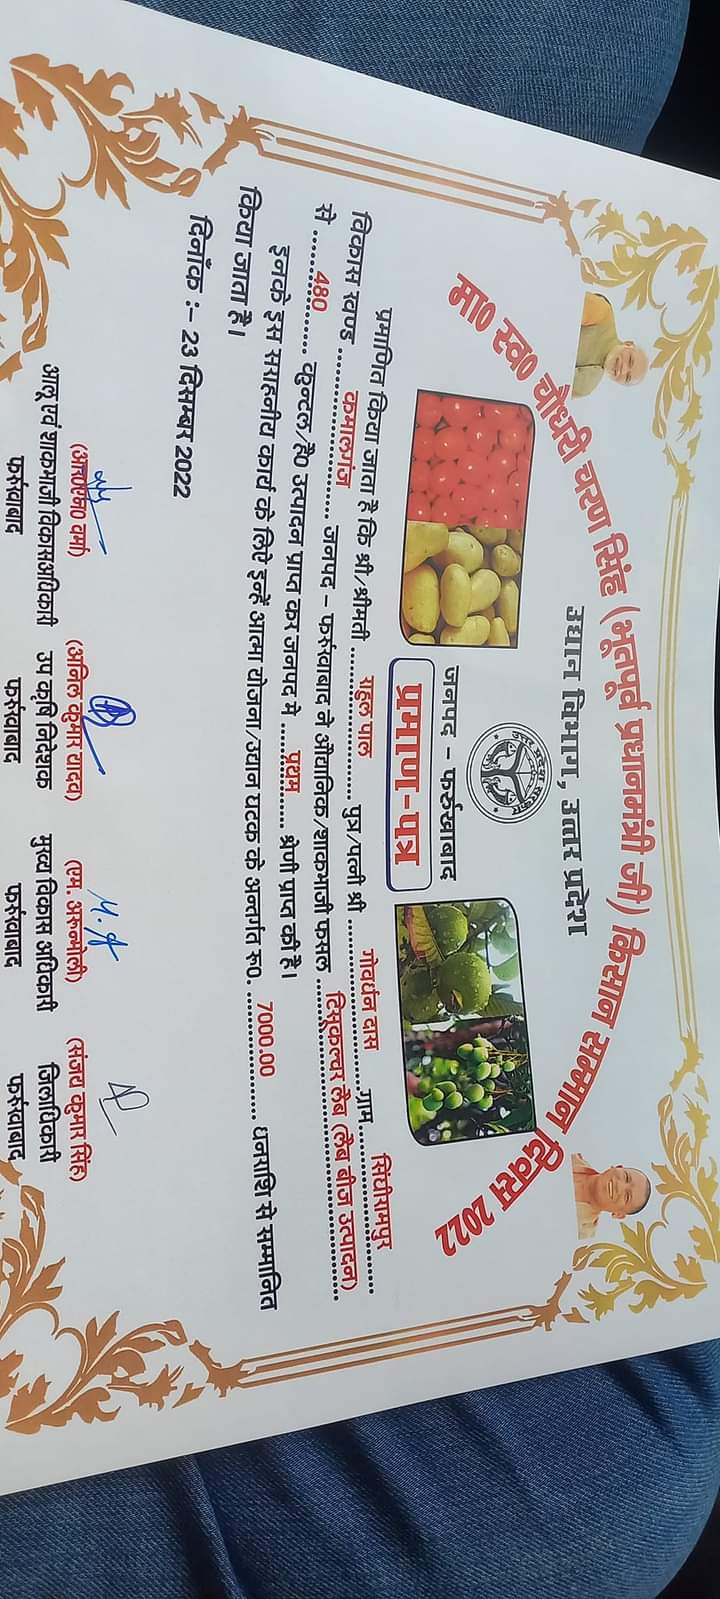 मा० स्व० चौधरी चरण सिंह (भूतपूर्व प्रधानमंत्री जी) किसान सम्मान दिवस 2022
उद्यान विभाग, उत्तर प्रदेश
उत्तर प्रदेश सरकार
जनपद – फर्रुखाबाद
प्रमाण-पत्र
प्रमाणित किया जाता है कि श्री/श्रीमती ...राहुल पाल... पुत्र/पत्नी श्री ...गोवर्धन दास... ग्राम...सिंघीरामपुर...
विकास खण्ड ...कमालगंज... जनपद – फर्रुखाबाद ने औद्यानिक/शाकभाजी फसल ...टिसूकल्चर लैब (लैब बीज उत्पादन)...
से ...480... कुन्टल/है0 उत्पादन प्राप्त कर जनपद मे ...प्रथम... श्रेणी प्राप्त की है।
इनके इस सराहनीय कार्य के लिऐ इन्हें आत्मा योजना/उद्यान घटक के अन्तर्गत रू0. ...7000.00... धनराशि से सम्मानित
किया जाता है।
दिनाँक :– 23 दिसम्बर 2022
(आर0एन0 वर्मा) (अनिल कुमार यादव) (एम. अरून्मोली) (संजय कुमार सिंह)
आलू एवं शाकभाजी विकासअधिकारी उप कृषि निदेशक मुख्य विकास अधिकारी जिलाधिकारी
फर्रुखाबाद फर्रुखाबाद फर्रुखाबाद फर्रुखाबाद